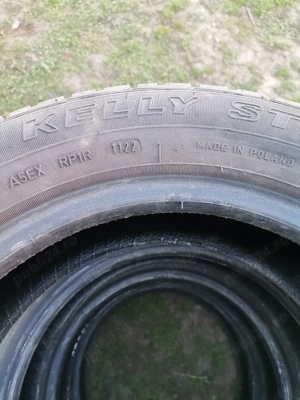 KELLY ST
A5EX RP1R 1122 MADE IN POLAND